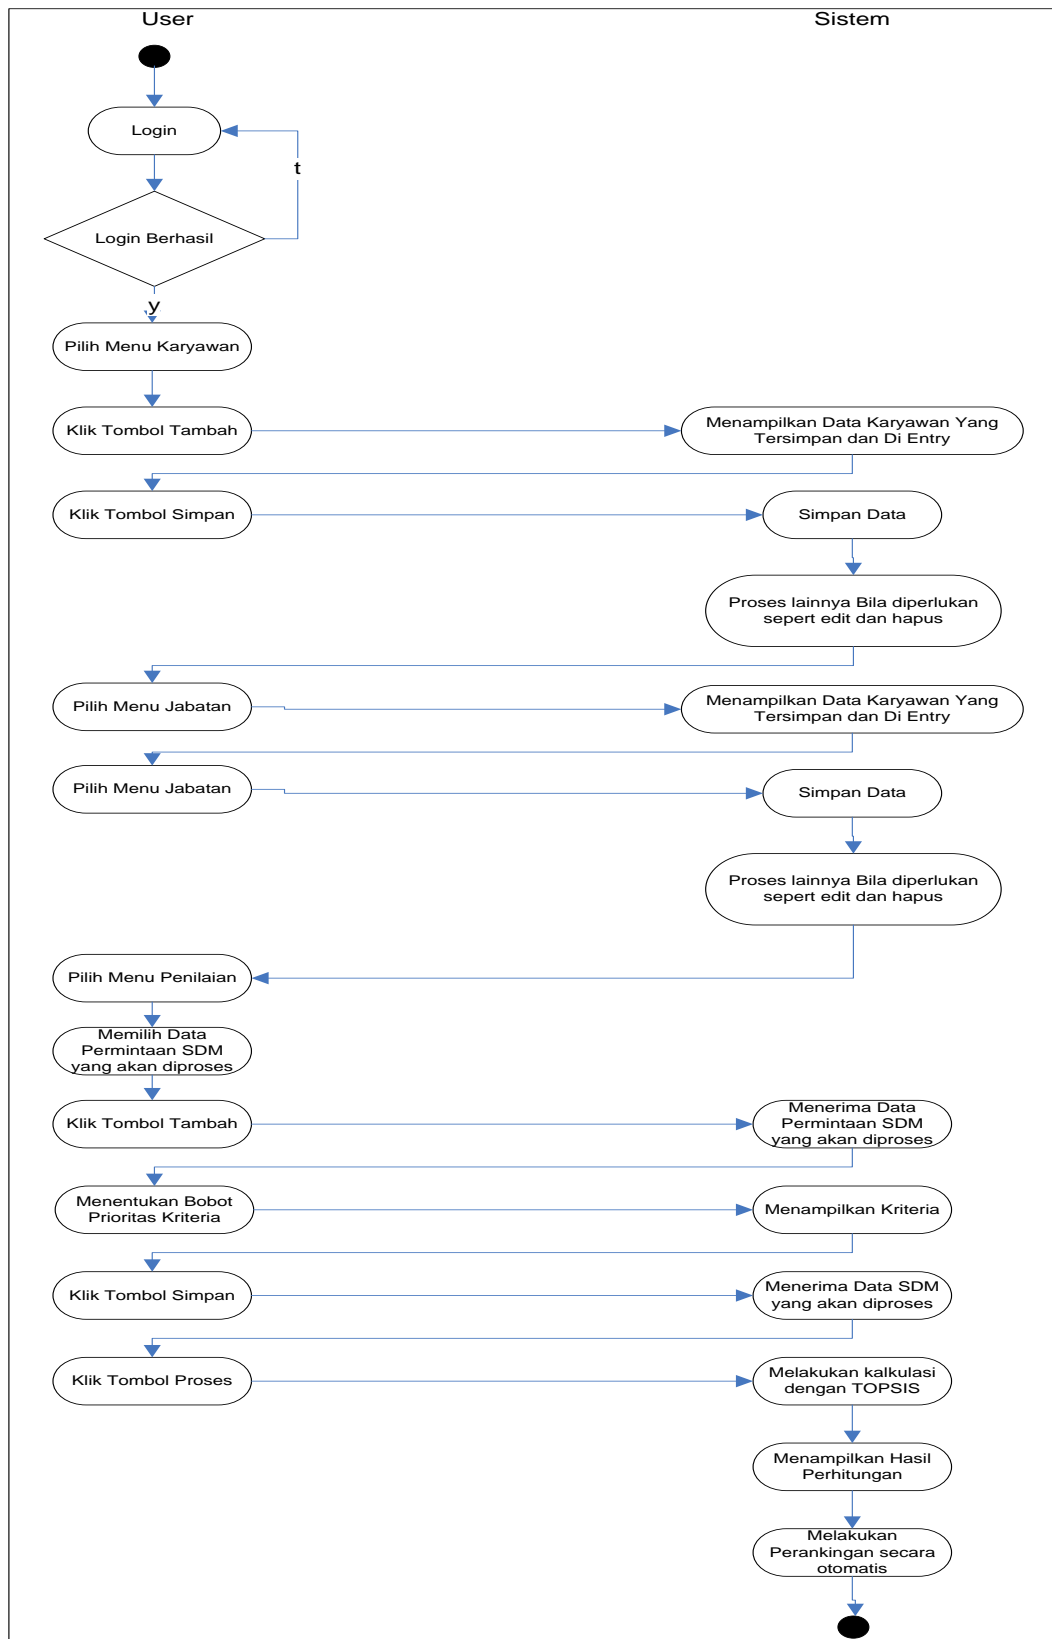 User
Sistem
Login
t
Login Berhasil
y
Pilih Menu Karyawan
Klik Tombol Tambah
Menampilkan Data Karyawan Yang
Tersimpan dan Di Entry
Klik Tombol Simpan
Simpan Data
Proses lainnya Bila diperlukan
sepert edit dan hapus
Pilih Menu Jabatan
Menampilkan Data Karyawan Yang
Tersimpan dan Di Entry
Pilih Menu Jabatan
Simpan Data
Proses lainnya Bila diperlukan
sepert edit dan hapus
Pilih Menu Penilaian
Memilih Data
Permintaan SDM
yang akan diproses
Klik Tombol Tambah
Menerima Data
Permintaan SDM
yang akan diproses
Menentukan Bobot
Prioritas Kriteria
Menampilkan Kriteria
Klik Tombol Simpan
Menerima Data SDM
yang akan diproses
Klik Tombol Proses
Melakukan kalkulasi
dengan TOPSIS
Menampilkan Hasil
Perhitungan
Melakukan
Perankingan secara
otomatis